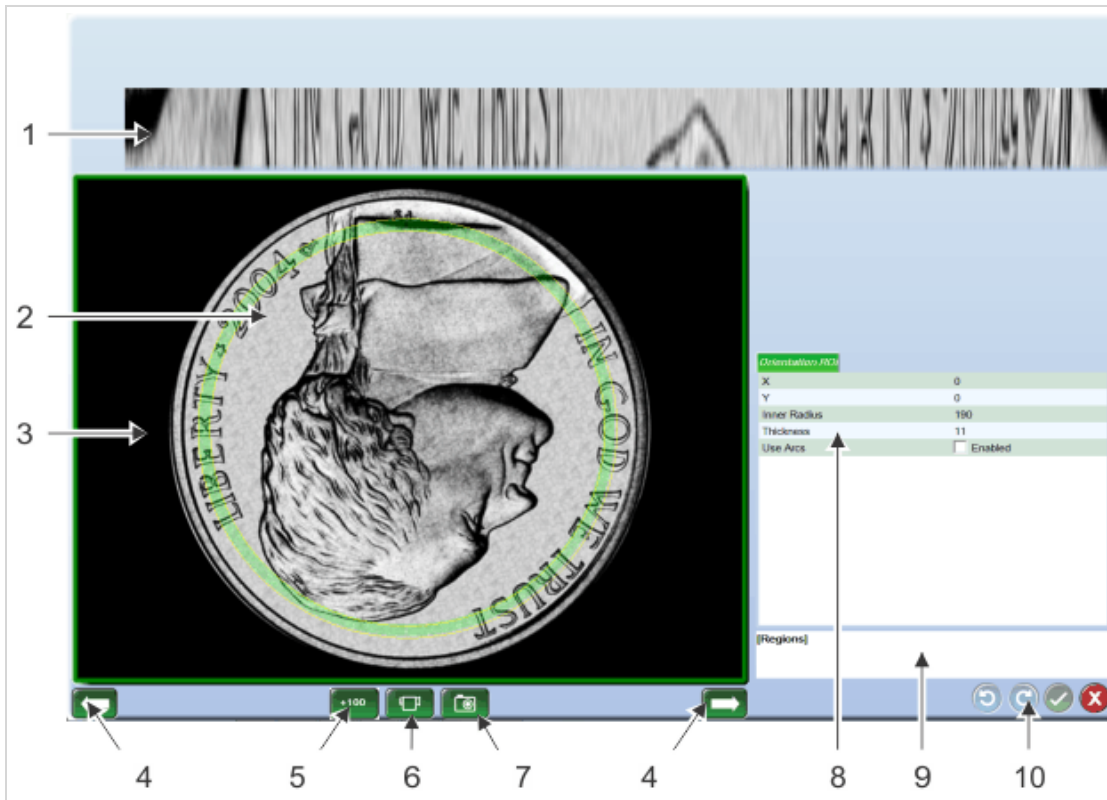 1
2
LIBERTY • 2004
IN GOD WE TRUST
3
Orientation ROI
X 0
Y 0
Inner Radius 190
Thickness 11
Use Arcs Enabled
[Regions]
+100
4
5
6
7
4
8
9
10